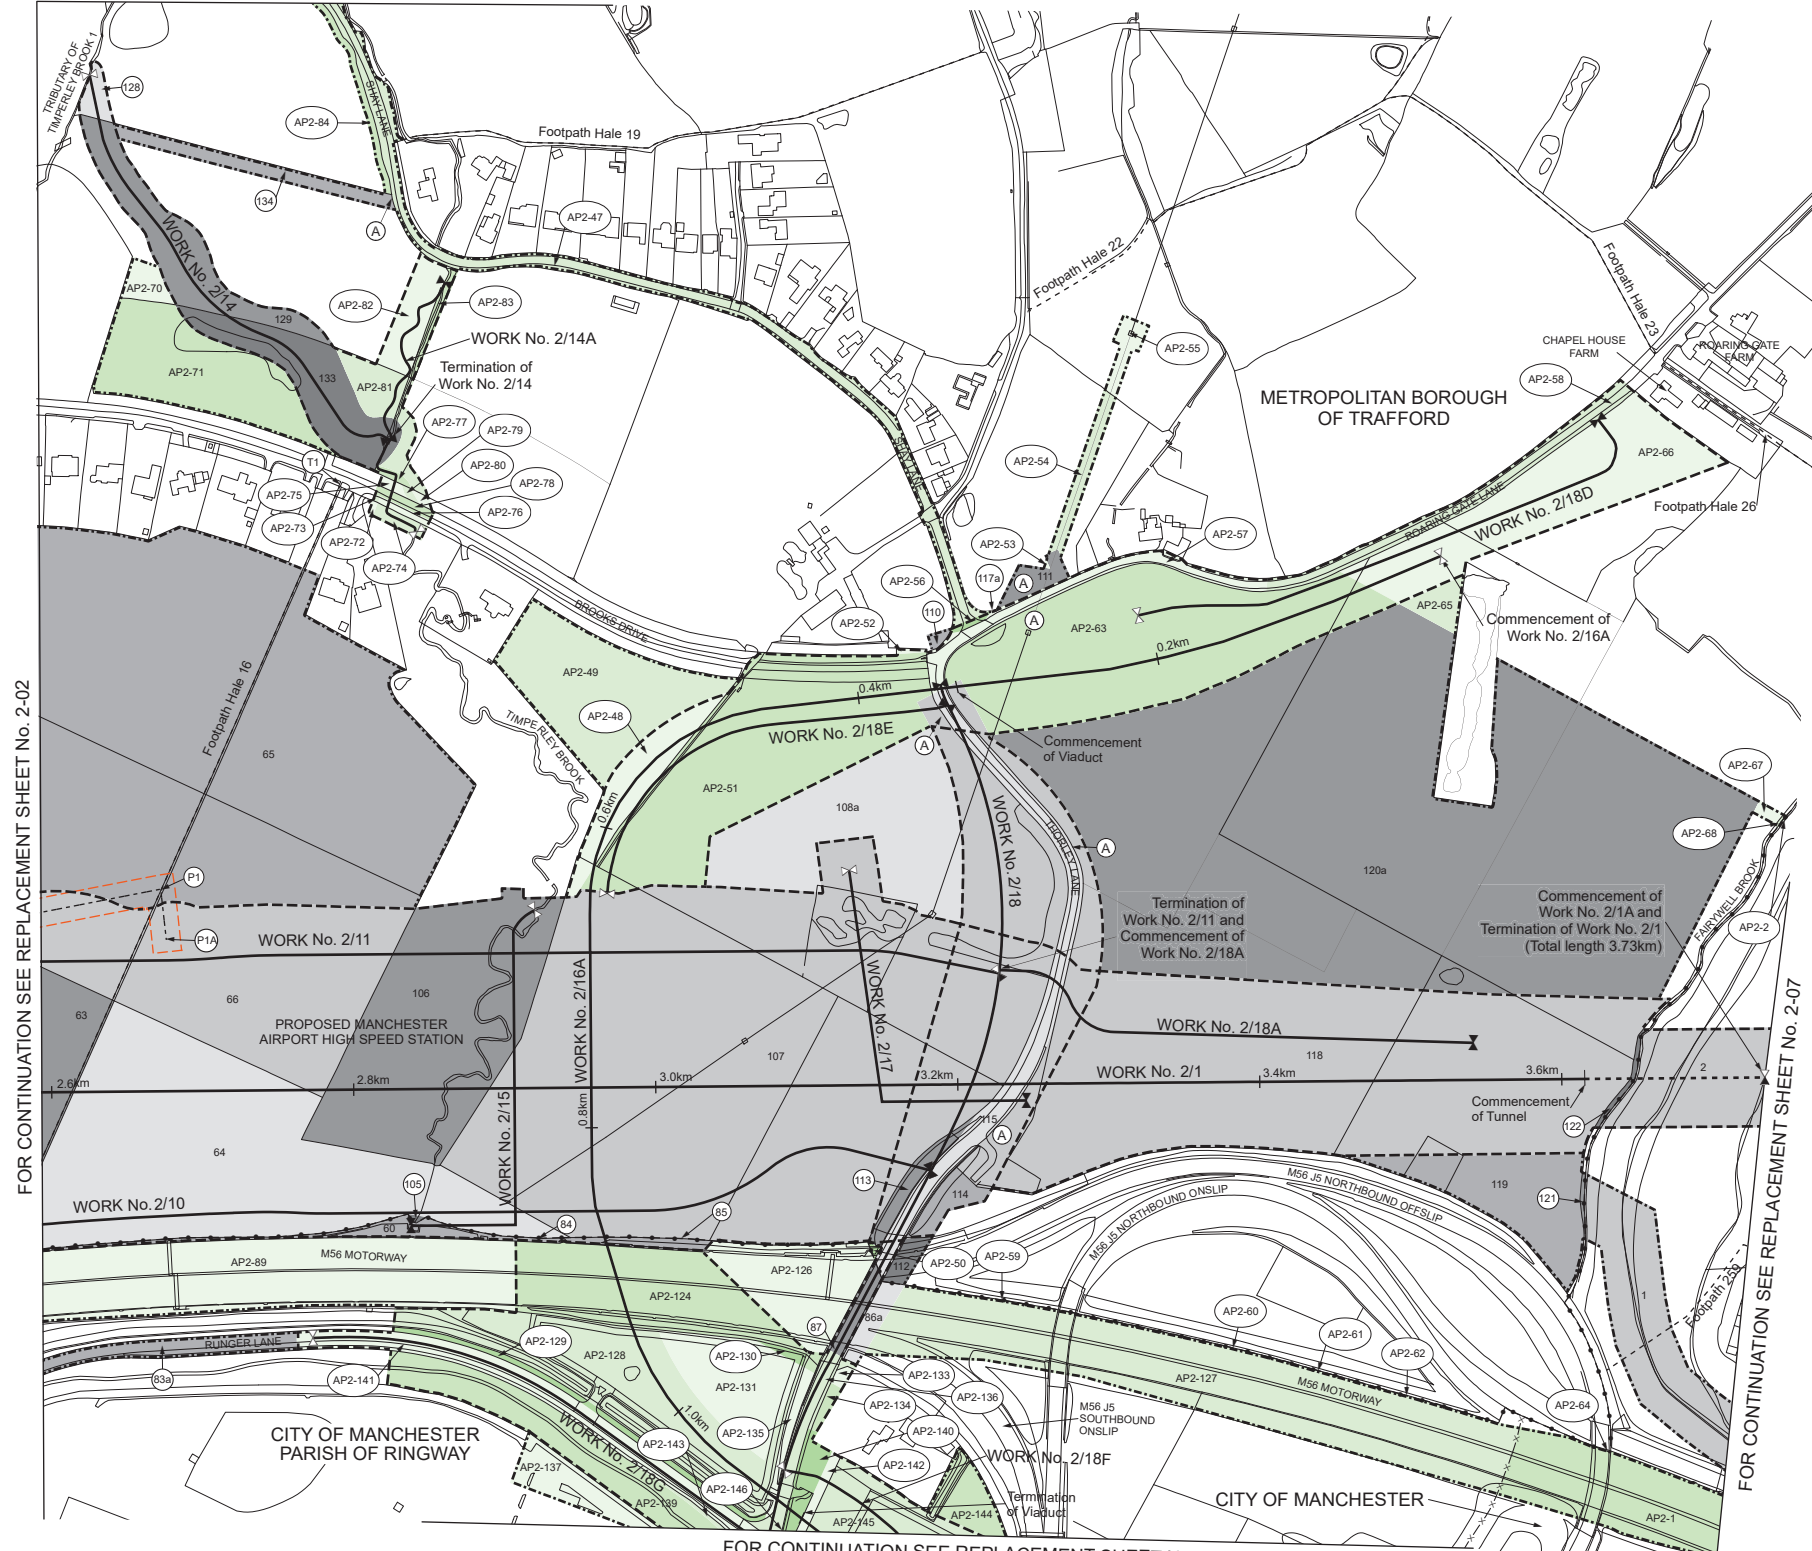 TRIBUTARY OF
TIMPERLEY BROOK 1
128
AP2-84
SHAY LANE
Footpath Hale 19
134
A
AP2-47
WORK No. 2/14
AP2-70
129
AP2-82
AP2-83
WORK No. 2/14A
Termination of
Work No. 2/14
AP2-71
133
AP2-81
AP2-77
AP2-79
AP2-80
AP2-78
AP2-76
T1
AP2-75
AP2-73
AP2-72
AP2-74
Footpath Hale 22
Footpath Hale 23
AP2-55
CHAPEL HOUSE
FARM
ROARING GATE
FARM
AP2-58
METROPOLITAN BOROUGH
OF TRAFFORD
AP2-54
SHAY LANE
AP2-66
Footpath Hale 26
ROARING GATE LANE
WORK No. 2/18D
AP2-53
AP2-57
117a
A
111
AP2-56
110
AP2-52
A
AP2-63
AP2-65
Commencement of
Work No. 2/16A
0.2km
BROOKS DRIVE
AP2-49
AP2-48
0.4km
WORK No. 2/18E
A
Commencement
of Viaduct
Footpath Hale 16
65
TIMPERLEY BROOK
AP2-51
0.6km
108a
WORK No. 2/18
THORLEY LANE
A
120a
AP2-67
AP2-68
FAIRYWELL BROOK
AP2-2
FOR CONTINUATION SEE REPLACEMENT SHEET No. 2-02
P1
P1A
WORK No. 2/11
Termination of
Work No. 2/11 and
Commencement of
Work No. 2/18A
Commencement of
Work No. 2/1A and
Termination of Work No. 2/1
(Total length 3.73km)
63
66
106
PROPOSED MANCHESTER
AIRPORT HIGH SPEED STATION
WORK No. 2/16A
0.8km
107
WORK No. 2/17
WORK No. 2/18A
118
2
2.6km
2.8km
3.0km
3.2km
WORK No. 2/1
3.4km
3.6km
Commencement
of Tunnel
122
64
WORK No. 2/15
115
A
113
114
119
121
WORK No. 2/10
105
60
84
85
M56 J5 NORTHBOUND ONSLIP
M56 J5 NORTHBOUND OFFSLIP
AP2-89
M56 MOTORWAY
AP2-126
112
AP2-50
AP2-59
AP2-124
86a
87
AP2-60
AP2-61
AP2-62
1
Footpath 259
FOR CONTINUATION SEE REPLACEMENT SHEET No. 2-07
RUNGER LANE
83a
AP2-141
AP2-129
AP2-128
AP2-130
AP2-131
AP2-133
AP2-134
AP2-136
AP2-127
M56 MOTORWAY
AP2-64
M56 J5
SOUTHBOUND
ONSLIP
1.0km
AP2-135
AP2-140
AP2-143
AP2-142
WORK No. 2/18F
CITY OF MANCHESTER
PARISH OF RINGWAY
WORK No. 2/18G
AP2-137
AP2-139
AP2-146
AP2-145
AP2-144
Termination
of Viaduct
CITY OF MANCHESTER
AP2-1